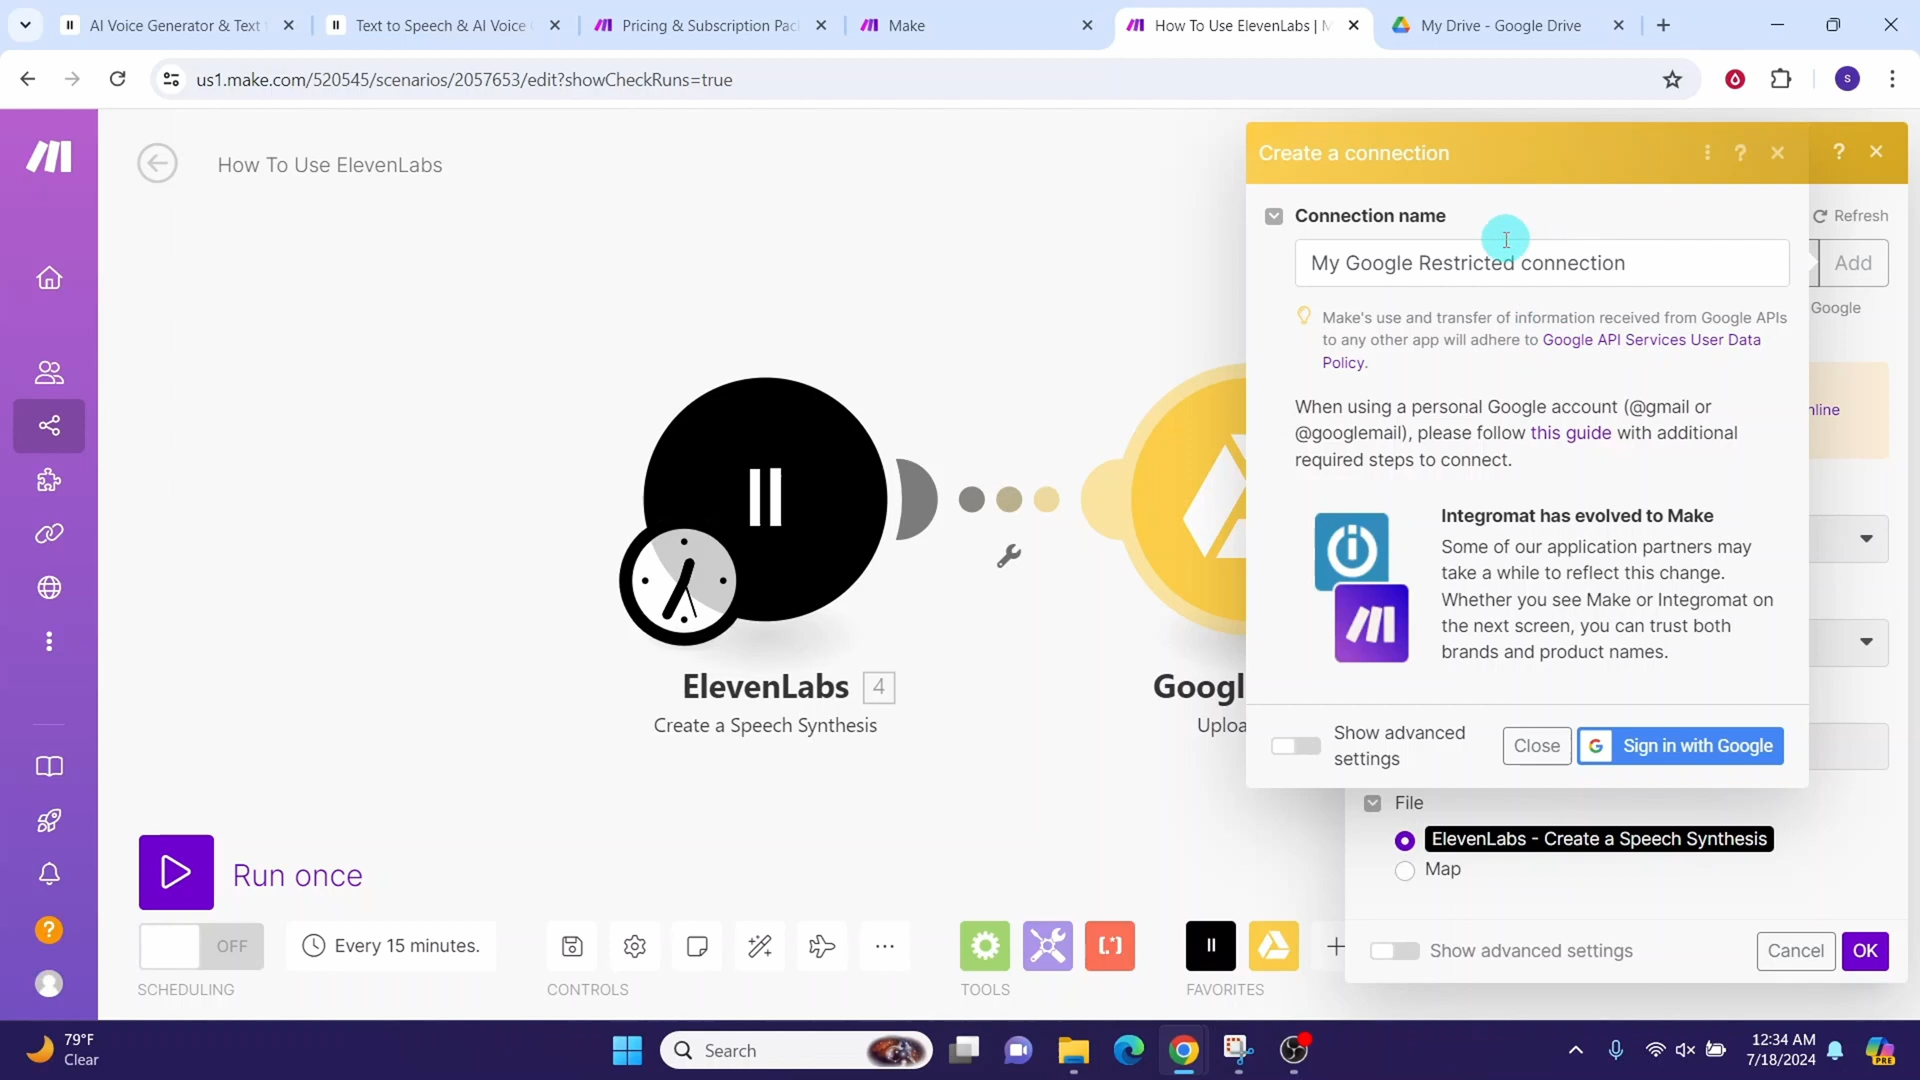 AI Voice Generator & Text
Text to Speech & AI Voice
Pricing & Subscription Pac
Make
How To Use ElevenLabs | M
My Drive - Google Drive
us1.make.com/520545/scenarios/2057653/edit?showCheckRuns=true
S
How To Use ElevenLabs
Create a connection
Connection name
Refresh
My Google Restricted connection
Add
Google
Make's use and transfer of information received from Google APIs
to any other app will adhere to Google API Services User Data
Policy.
When using a personal Google account (@gmail or
@googlemail), please follow this guide with additional
required steps to connect.
nline
Integromat has evolved to Make
Some of our application partners may
take a while to reflect this change.
Whether you see Make or Integromat on
the next screen, you can trust both
brands and product names.
ElevenLabs 4
Create a Speech Synthesis
Googl
Uploa
Show advanced
settings
Close
Sign in with Google
File
ElevenLabs - Create a Speech Synthesis
Map
Run once
OFF
Every 15 minutes.
SCHEDULING
CONTROLS
TOOLS
FAVORITES
Show advanced settings
Cancel
OK
79°F
Clear
Search
12:34 AM
7/18/2024
PRE